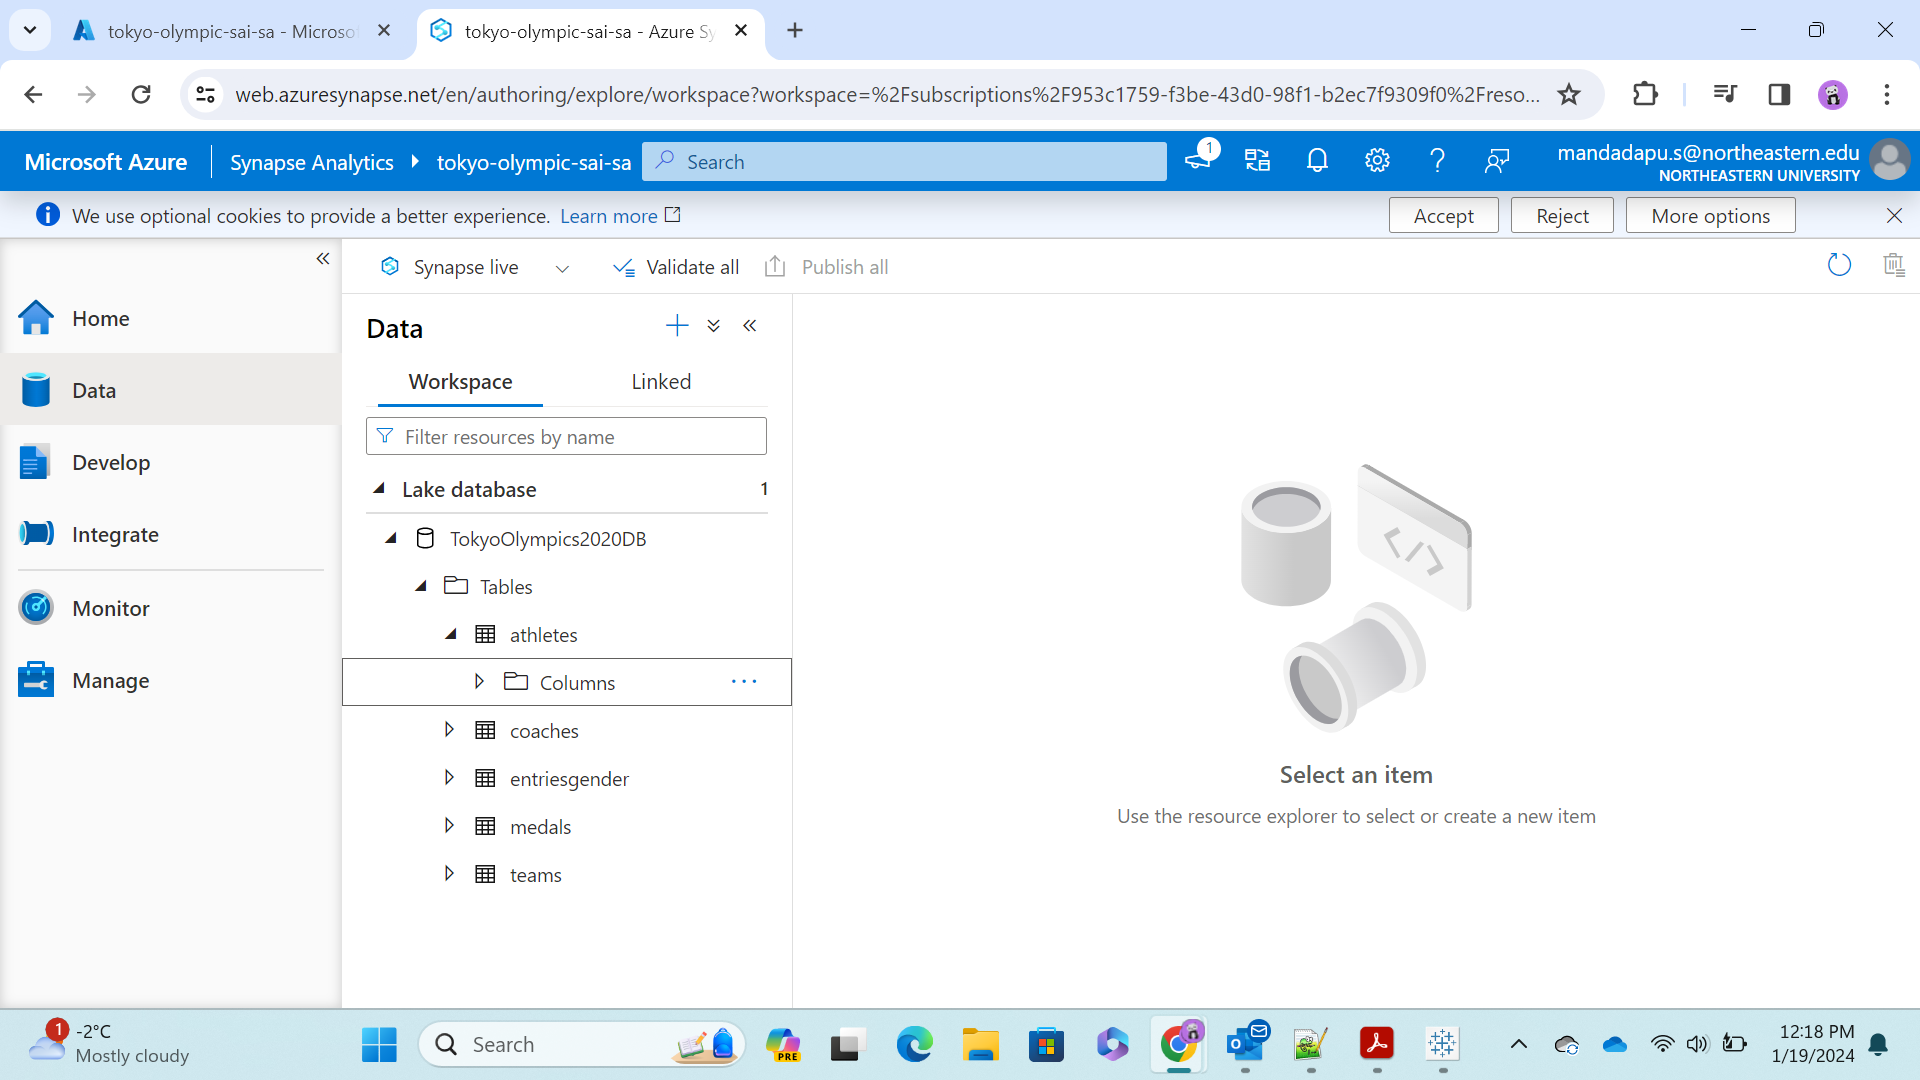 tokyo-olympic-sai-sa - Microso
tokyo-olympic-sai-sa - Azure Sy
web.azuresynapse.net/en/authoring/explore/workspace?workspace=%2Fsubscriptions%2F953c1759-f3be-43d0-98f1-b2ec7f9309f0%2Freso...
Microsoft Azure
Synapse Analytics
tokyo-olympic-sai-sa
Search
1
mandadapu.s@northeastern.edu
NORTHEASTERN UNIVERSITY
We use optional cookies to provide a better experience. Learn more
Accept
Reject
More options
Synapse live
Validate all
Publish all
Home
Data
Develop
Integrate
Monitor
Manage
Data
Workspace
Linked
Filter resources by name
Lake database 1
TokyoOlympics2020DB
Tables
athletes
Columns
coaches
entriesgender
medals
teams
Select an item
Use the resource explorer to select or create a new item
1
-2°C
Mostly cloudy
Search
PRE
12:18 PM
1/19/2024